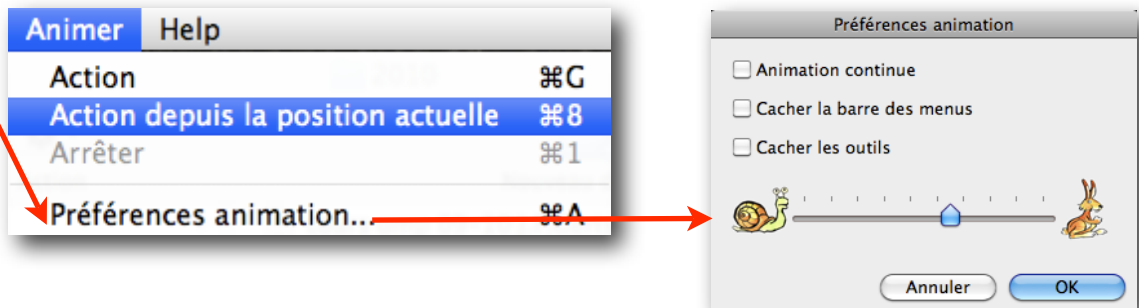 Animer Help
Action ⌘G
Action depuis la position actuelle ⌘8
Arrêter ⌘1
Préférences animation... ⌘A
Préférences animation
Animation continue
Cacher la barre des menus
Cacher les outils
Annuler OK